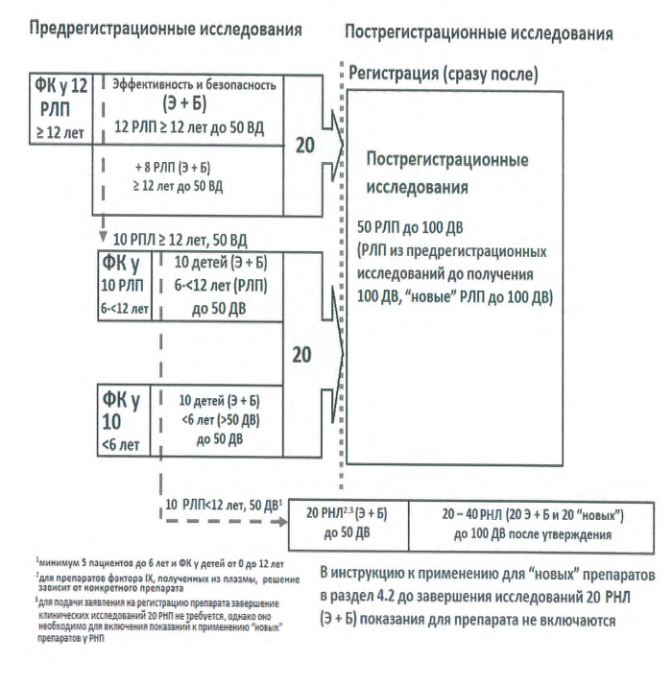 Предрегистрационные исследования
Пострегистрационные исследования
Регистрация (сразу после)
ФК у 12
РЛП
≥ 12 лет
Эффективность и безопасность
(Э + Б)
12 РЛП ≥ 12 лет до 50 ВД
+ 8 РЛП (Э + Б)
≥ 12 лет до 50 ВД
20
10 РПЛ ≥ 12 лет, 50 ВД
ФК у
10 РЛП
6-<12 лет
10 детей (Э + Б)
6-<12 лет (РЛП)
до 50 ДВ
20
ФК у
10
<6 лет
10 детей (Э + Б)
<6 лет (>50 ДВ)
до 50 ДВ
Пострегистрационные
исследования
50 РЛП до 100 ДВ
(РЛП из предрегистрационных
исследований до получения
100 ДВ, “новые” РЛП до 100 ДВ)
10 РЛП<12 лет, 50 ДВ¹
20 РНЛ²·³ (Э + Б)
до 50 ДВ
20 – 40 РНЛ (20 Э + Б и 20 “новых”)
до 100 ДВ после утверждения
¹минимум 5 пациентов до 6 лет и ФК у детей от 0 до 12 лет
²для препаратов фактора IX, полученных из плазмы, решение
зависит от конкретного препарата
³для подачи заявления на регистрацию препарата завершение
клинических исследований 20 РНП не требуется, однако оно
необходимо для включения показаний к применению “новых”
препаратов у РНП
В инструкцию к применению для “новых” препаратов
в раздел 4.2 до завершения исследований 20 РНЛ
(Э + Б) показания для препарата не включаются